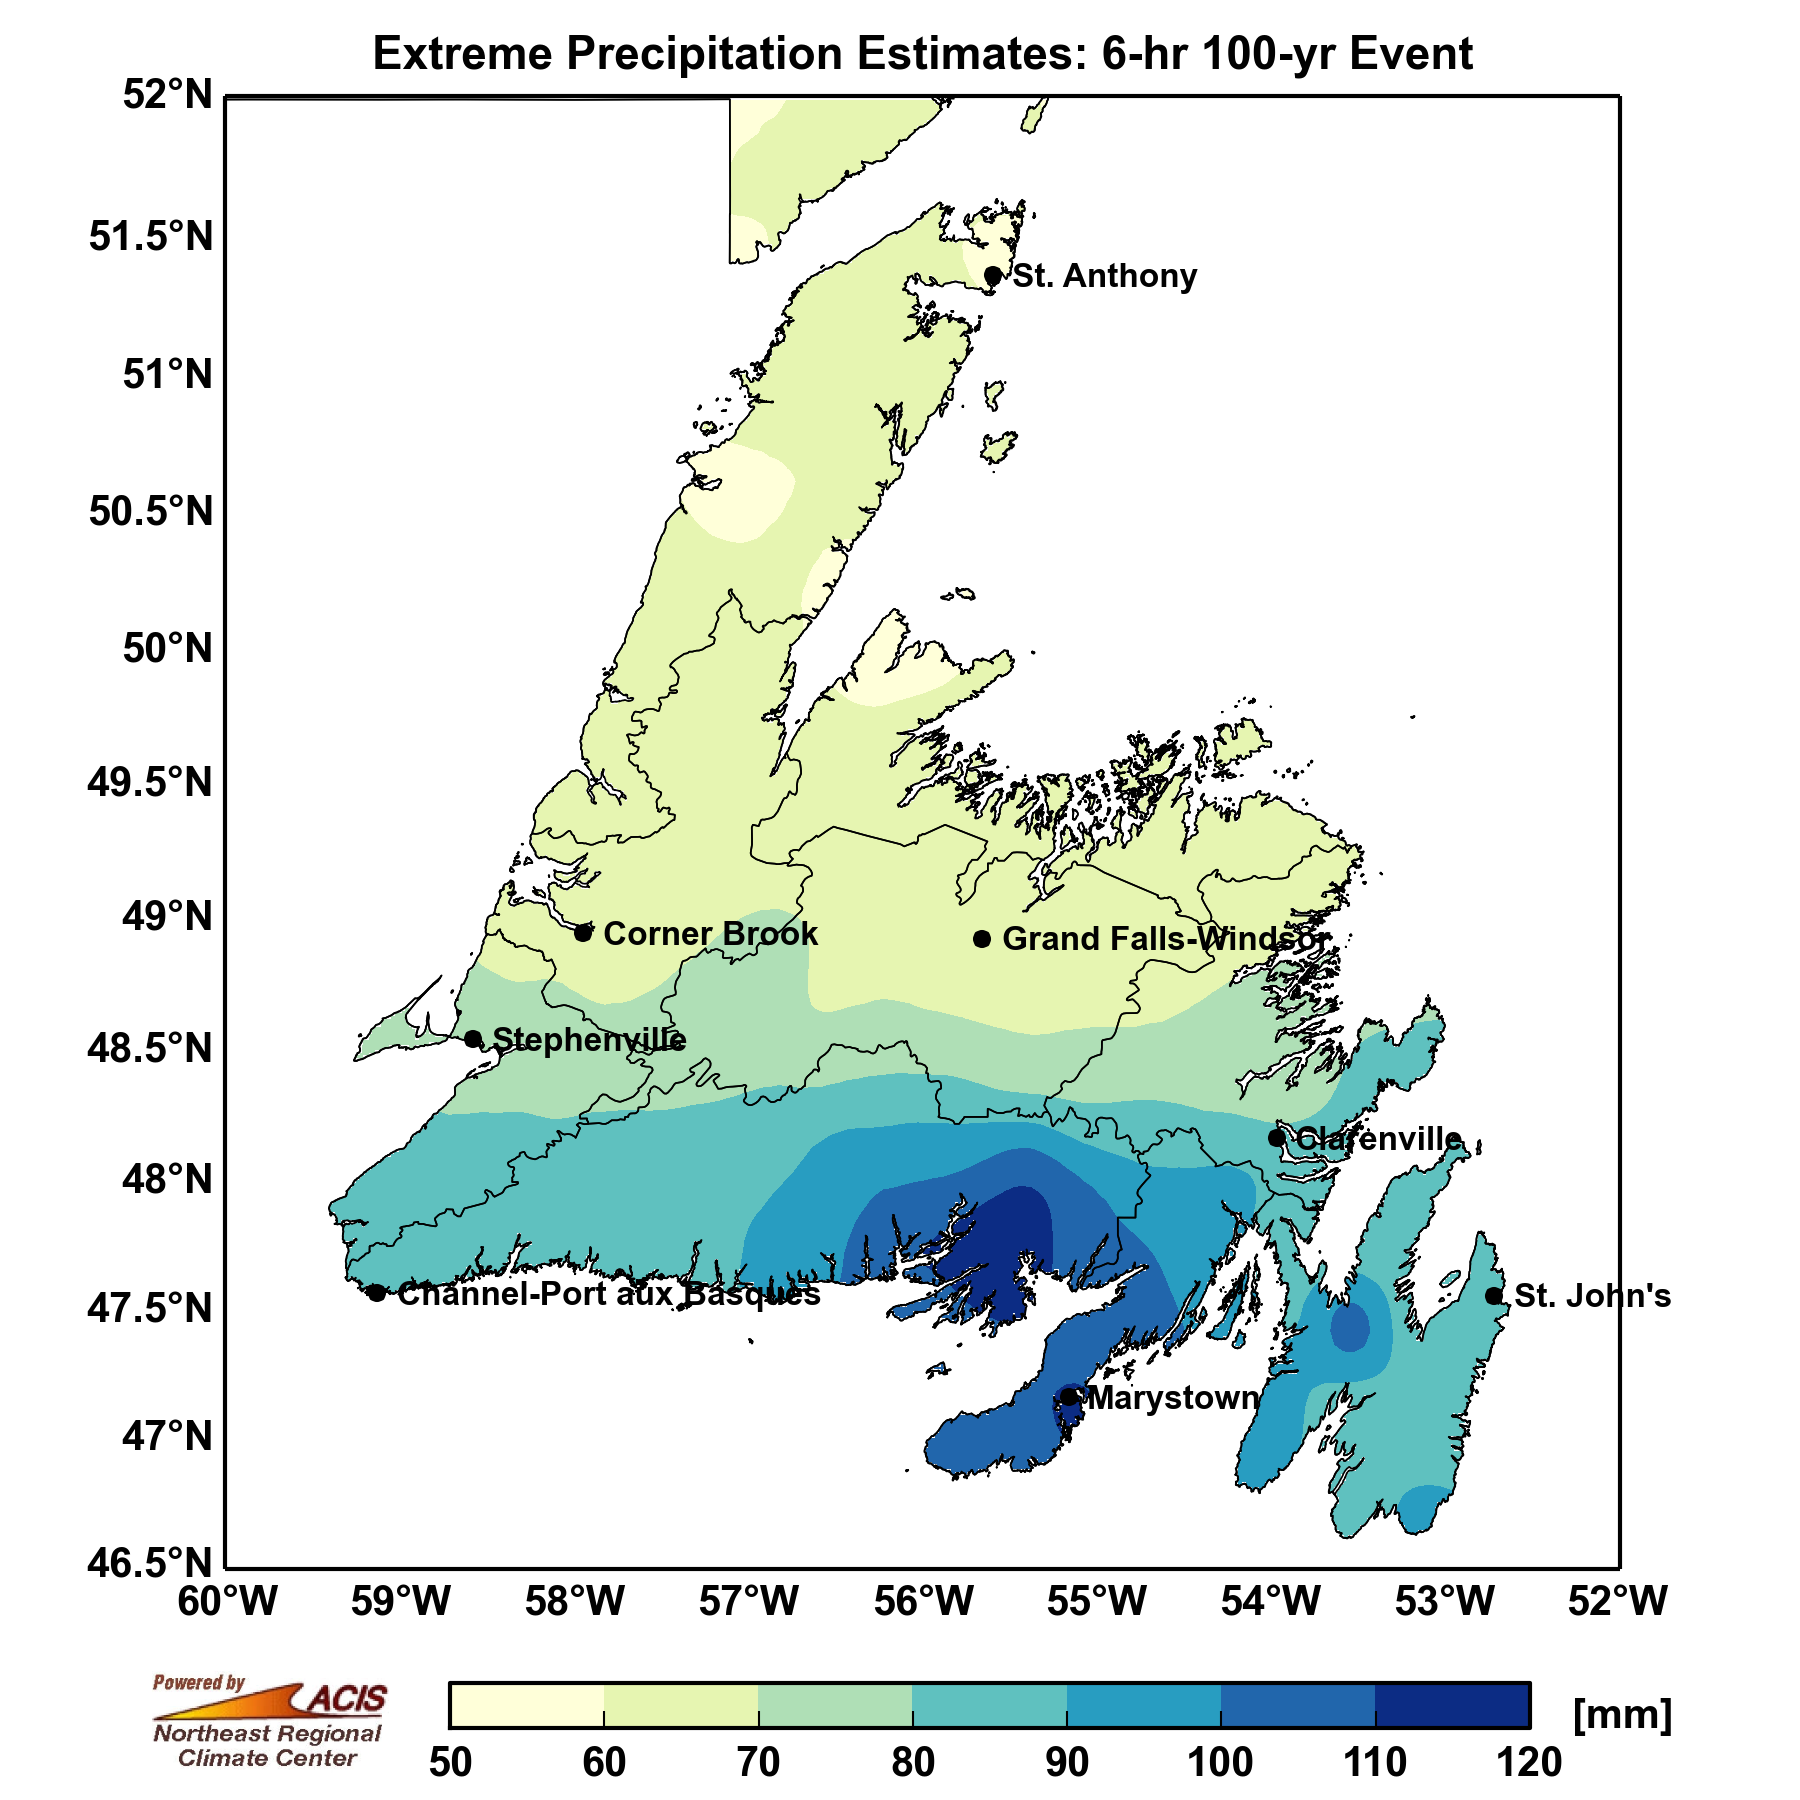 Extreme Precipitation Estimates: 6-hr 100-yr Event
52°N
51.5°N
St. Anthony
51°N
50.5°N
50°N
49.5°N
49°N
Corner Brook
Grand Falls-Windsor
48.5°N
Stephenville
Clarenville
48°N
47.5°N
Channel-Port aux Basques
St. John's
Marystown
47°N
46.5°N
60°W 59°W 58°W 57°W 56°W 55°W 54°W 53°W 52°W
Powered by
ACIS
Northeast Regional
Climate Center
[mm]
50 60 70 80 90 100 110 120